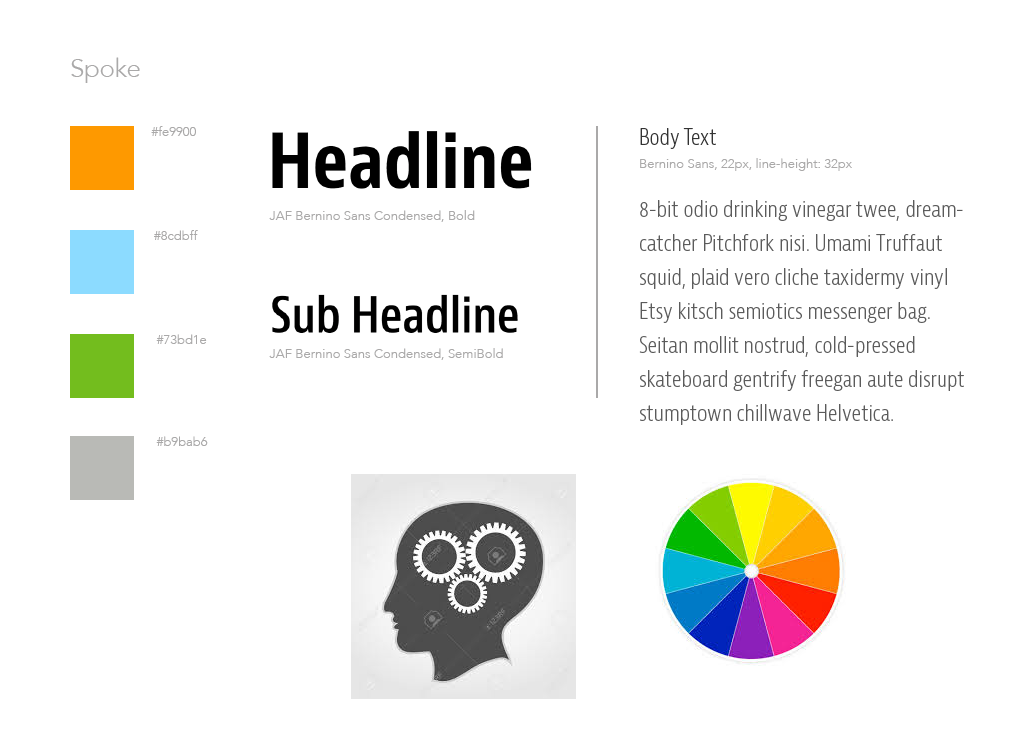 Spoke
#fe9900
#8cdbff
#73bd1e
#b9bab6
Headline
JAF Bernino Sans Condensed, Bold
Sub Headline
JAF Bernino Sans Condensed, SemiBold
Body Text
Bernino Sans, 22px, line-height: 32px
8-bit odio drinking vinegar twee, dream-
catcher Pitchfork nisi. Umami Truffaut
squid, plaid vero cliche taxidermy vinyl
Etsy kitsch semiotics messenger bag.
Seitan mollit nostrud, cold-pressed
skateboard gentrify freegan aute disrupt
stumptown chillwave Helvetica.